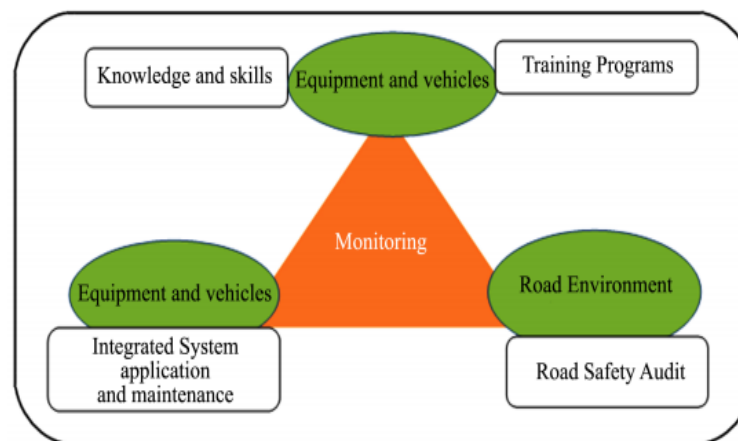 Knowledge and skills
Equipment and vehicles
Training Programs
Monitoring
Equipment and vehicles
Road Environment
Integrated System
application
and maintenance
Road Safety Audit